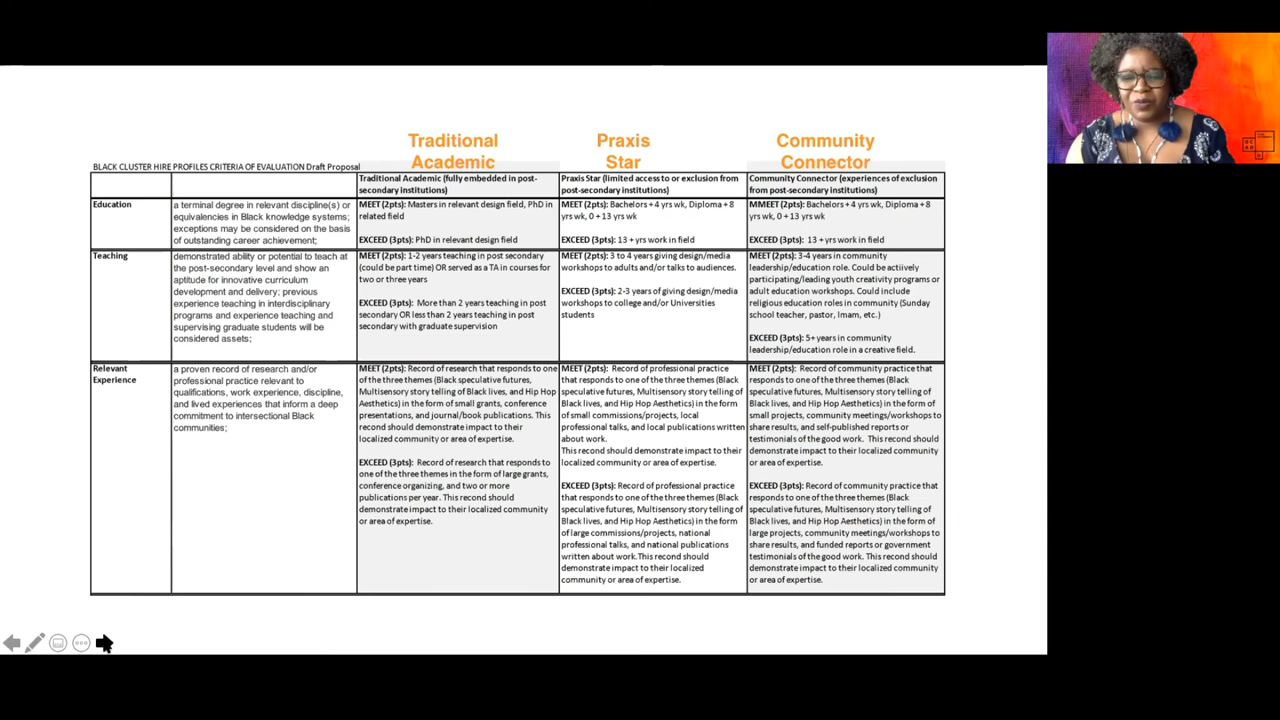 Traditional
Academic
Praxis
Star
Community
Connector
BLACK CLUSTER HIRE PROFILES CRITERIA OF EVALUATION Draft Proposal
Traditional Academic (fully embedded in post-
secondary institutions)
Praxis Star (limited access to or exclusion from
post-secondary institutions)
Community Connector (experiences of exclusion
from post-secondary institutions)
Education
a terminal degree in relevant discipline(s) or
equivalencies in Black knowledge systems;
exceptions may be considered on the basis
of outstanding career achievement;
MEET (2pts): Masters in relevant design field, PhD in
related field
EXCEED (3pts): PhD in relevant design field
MEET (2pts): Bachelors + 4 yrs wk, Diploma + 8
yrs wk, 0 + 13 yrs wk
EXCEED (3pts): 13 + yrs work in field
MMEET (2pts): Bachelors + 4 yrs wk, Diploma + 8
yrs wk, 0 + 13 yrs wk
EXCEED (3pts): 13 + yrs work in field
Teaching
demonstrated ability or potential to teach at
the post-secondary level and show an
aptitude for innovative curriculum
development and delivery; previous
experience teaching in interdisciplinary
programs and experience teaching and
supervising graduate students will be
considered assets;
MEET (2pts): 1-2 years teaching in post secondary
(could be part time) OR served as a TA in courses for
two or three years
EXCEED (3pts): More than 2 years teaching in post
secondary OR less than 2 years teaching in post
secondary with graduate supervision
MEET (2pts): 3 to 4 years giving design/media
workshops to adults and/or talks to audiences.
EXCEED (3pts): 2-3 years of giving design/media
workshops to college and/or Universities
students
MEET (2pts): 3-4 years in community
leadership/education role. Could be actiively
participating/leading youth creativity programs
or adult education workshops. Could include
religious education roles in community (Sunday
school teacher, pastor, Imam, etc.)
EXCEED (3pts): 5+ years in community
leadership/education role in a creative field.
Relevant
Experience
a proven record of research and/or
professional practice relevant to
qualifications, work experience, discipline,
and lived experiences that inform a deep
commitment to intersectional Black
communities;
MEET (2pts): Record of research that responds to one
of the three themes (Black speculative futures,
Multisensory story telling of Black lives, and Hip Hop
Aesthetics) in the form of small grants, conference
presentations, and journal/book publications. This
recond should demonstrate impact to their
localized community or area of expertise.
EXCEED (3pts): Record of research that responds to
one of the three themes in the form of large grants,
conference organizing, and two or more
publications per year. This recond should
demonstrate impact to their localized community
or area of expertise.
MEET (2pts): Record of professional practice
that responds to one of the three themes (Black
speculative futures, Multisensory story telling of
Black lives, and Hip Hop Aesthetics) in the form
of small commissions/projects, local
professional talks, and local publications written
about work.
This recond should demonstrate impact to their
localized community or area of expertise.
EXCEED (3pts): Record of professional practice
that responds to one of the three themes (Black
speculative futures, Multisensory story telling of
Black lives, and Hip Hop Aesthetics) in the form
of large commissions/projects, national
professional talks, and national publications
written about work.This recond should
demonstrate impact to their localized
community or area of expertise.
MEET (2pts): Record of community practice that
responds to one of the three themes (Black
speculative futures, Multisensory story telling of
Black lives, and Hip Hop Aesthetics) in the form of
small projects, community meetings/workshops to
share results, and self-published reports or
testimonials of the good work. This recond should
demonstrate impact to their localized community
or area of expertise.
EXCEED (3pts): Record of community practice that
responds to one of the three themes (Black
speculative futures, Multisensory story telling of
Black lives, and Hip Hop Aesthetics) in the form of
large projects, community meetings/workshops to
share results, and funded reports or government
testimonials of the good work. This recond should
demonstrate impact to their localized community
or area of expertise.